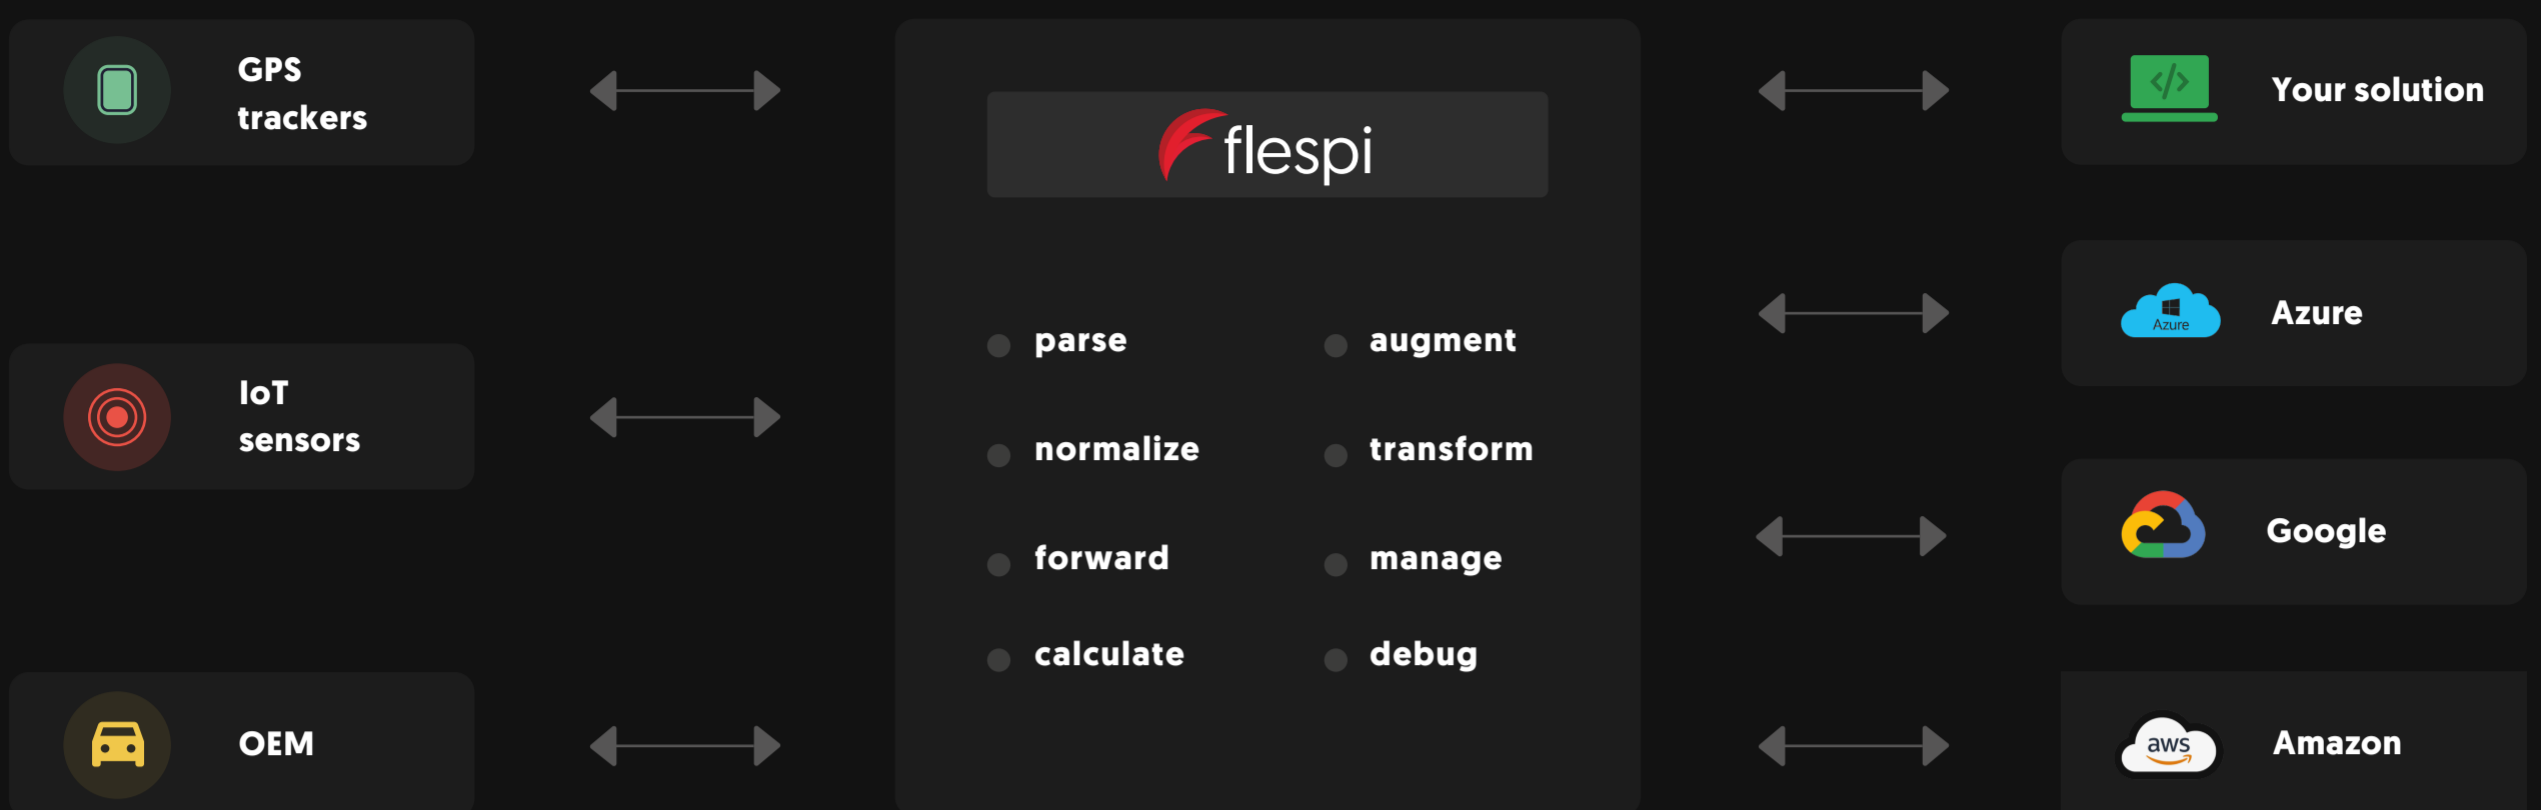 GPS
trackers
IoT
sensors
OEM
flespi
parse
normalize
forward
calculate
augment
transform
manage
debug
</>
Your solution
Azure
Azure
Google
aws
Amazon